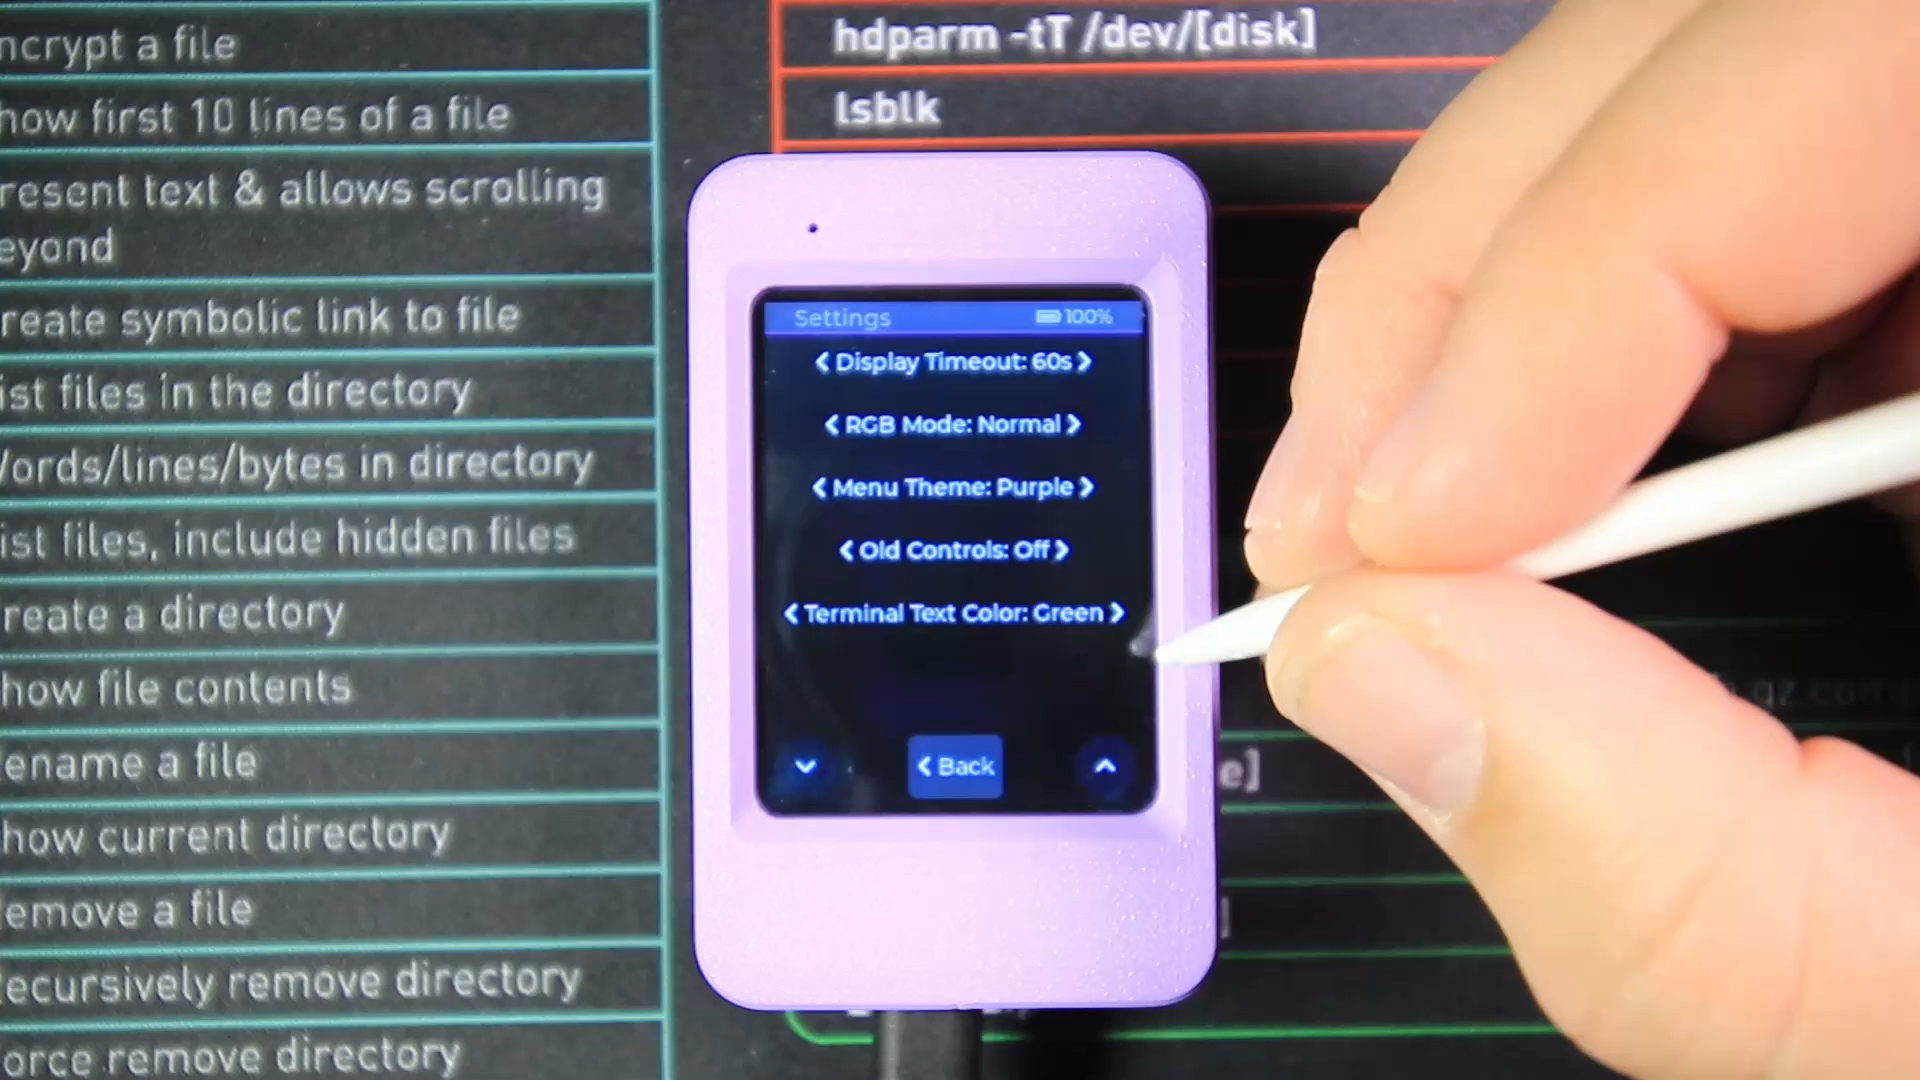 ncrypt a file
how first 10 lines of a file
resent text & allows scrolling
eyond
reate symbolic link to file
ist files in the directory
ords/lines/bytes in directory
ist files, include hidden files
reate a directory
how file contents
ename a file
how current directory
emove a file
ecursively remove directory
orce remove directory
hdparm -tT /dev/[disk]
lsblk
Settings 100%
< Display Timeout: 60s >
< RGB Mode: Normal >
< Menu Theme: Purple >
< Old Controls: Off >
< Terminal Text Color: Green >
< Back
e]
]